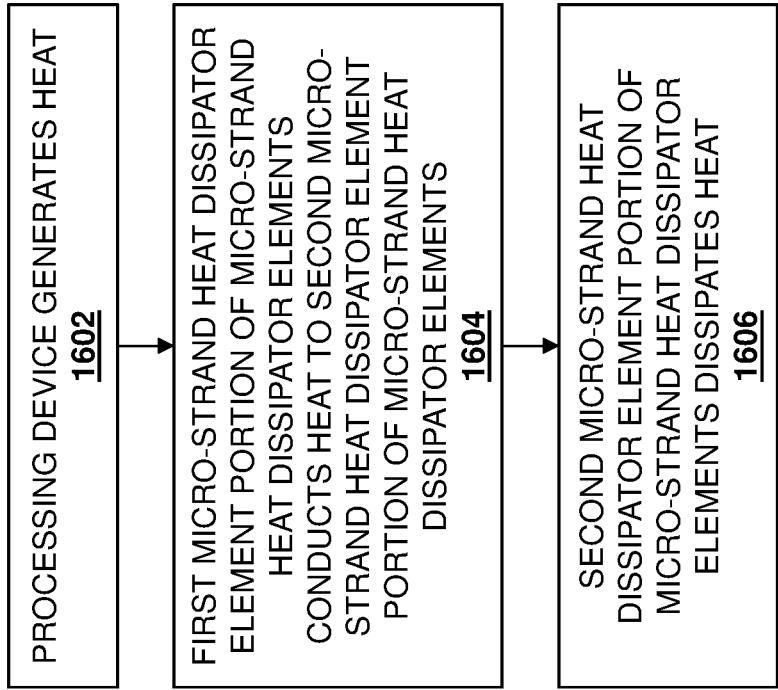 PROCESSING DEVICE GENERATES HEAT
1602
FIRST MICRO-STRAND HEAT DISSIPATOR
ELEMENT PORTION OF MICRO-STRAND
HEAT DISSIPATOR ELEMENTS
CONDUCTS HEAT TO SECOND MICRO-
STRAND HEAT DISSIPATOR ELEMENT
PORTION OF MICRO-STRAND HEAT
DISSIPATOR ELEMENTS
1604
SECOND MICRO-STRAND HEAT
DISSIPATOR ELEMENT PORTION OF
MICRO-STRAND HEAT DISSIPATOR
ELEMENTS DISSIPATES HEAT
1606